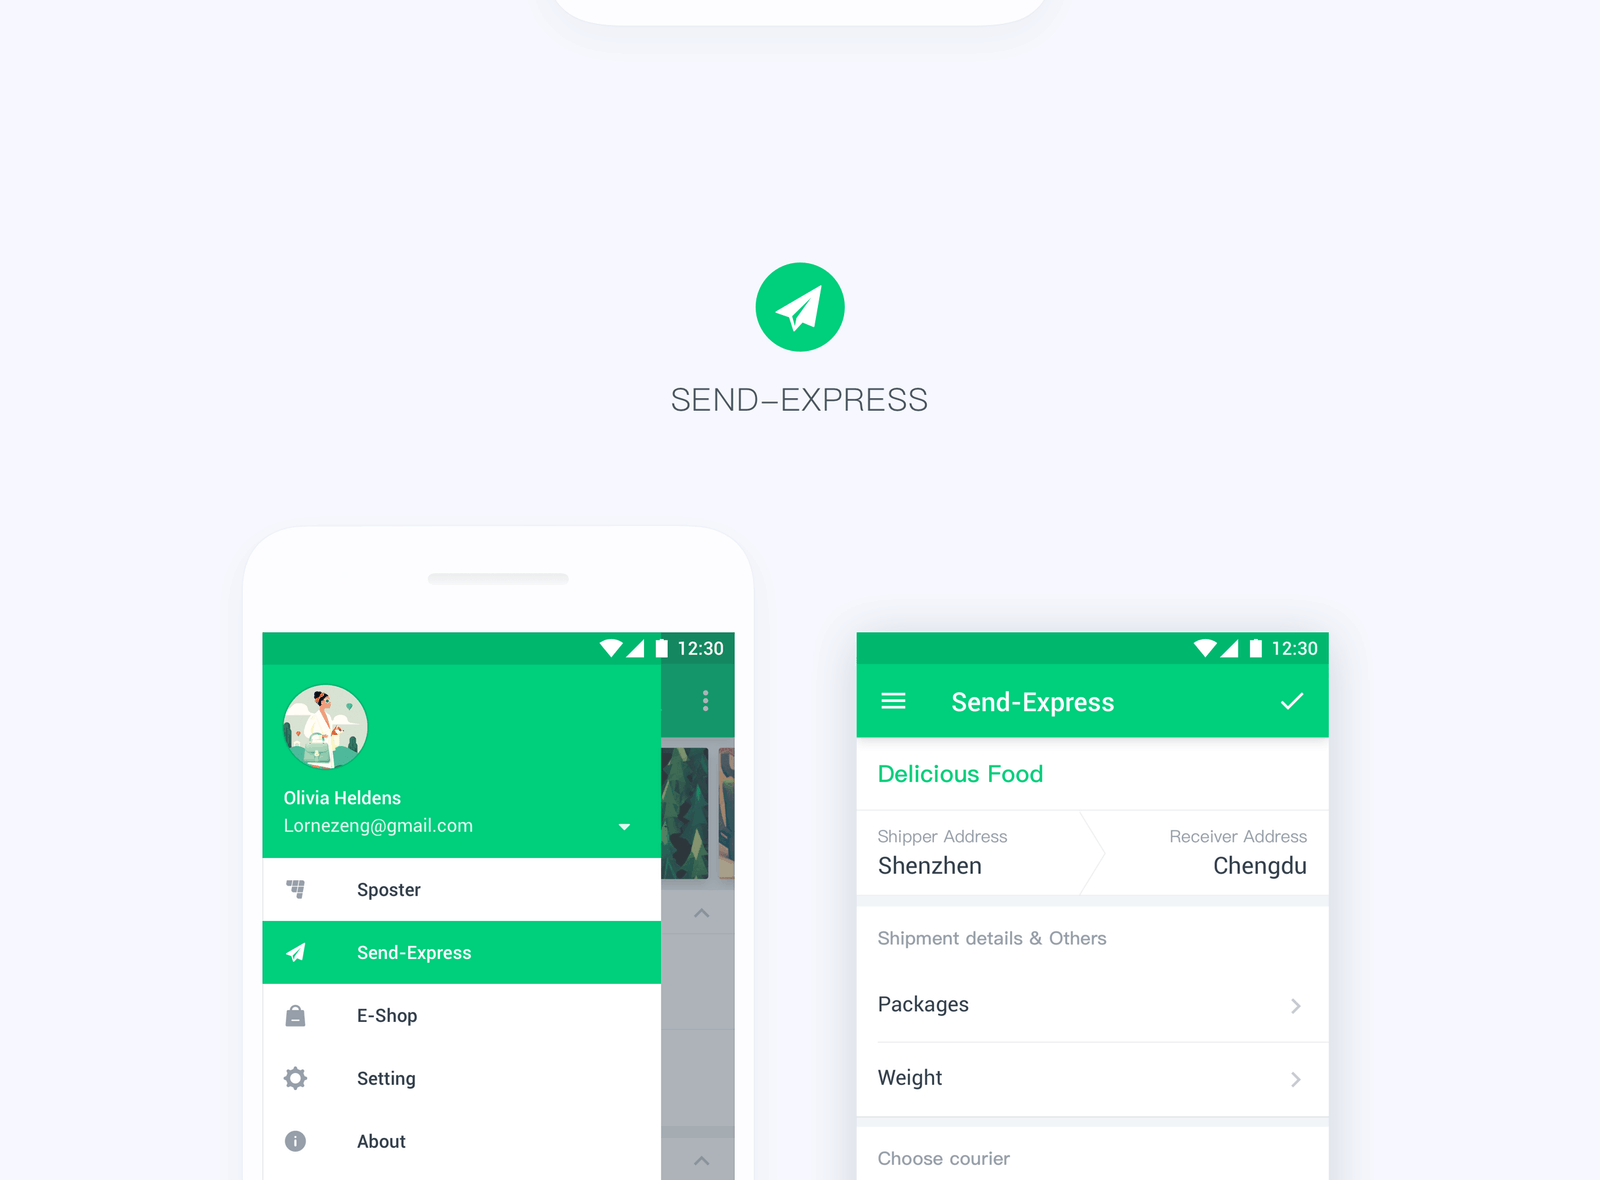 SEND–EXPRESS
12:30
Olivia Heldens
Lornezeng@gmail.com
Sposter
Send-Express
E-Shop
Setting
About
12:30
Send-Express
Delicious Food
Shipper Address
Receiver Address
Shenzhen
Chengdu
Shipment details & Others
Packages
Weight
Choose courier